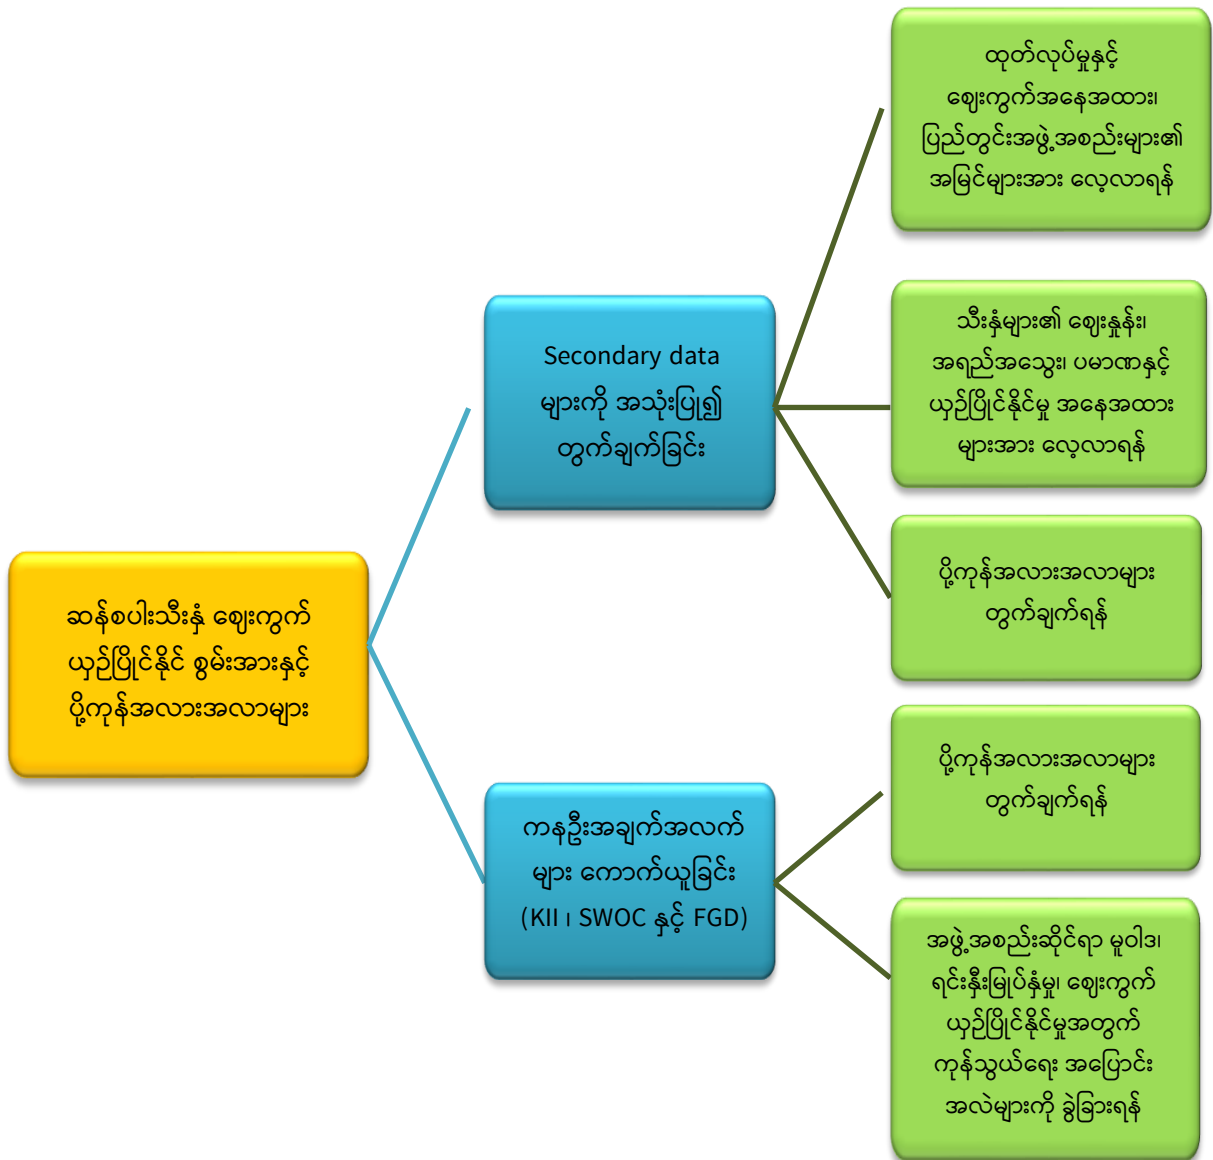 ထုတ်လုပ်မှုနှင့်
ဈေးကွက်အနေအထား၊
ပြည်တွင်းအဖွဲ့အစည်းများ၏
အမြင်များအား လေ့လာရန်
Secondary data
များကို အသုံးပြု၍
တွက်ချက်ခြင်း
သီးနှံများ၏ ဈေးနှုန်း၊
အရည်အသွေး၊ ပမာဏနှင့်
ယှဉ်ပြိုင်နိုင်မှု အနေအထား
များအား လေ့လာရန်
ပို့ကုန်အလားအလာများ
တွက်ချက်ရန်
ဆန်စပါးသီးနှံ ဈေးကွက်
ယှဉ်ပြိုင်နိုင် စွမ်းအားနှင့်
ပို့ကုန်အလားအလာများ
ကနဦးအချက်အလက်
များ ကောက်ယူခြင်း
(KII ၊ SWOC နှင့် FGD)
ပို့ကုန်အလားအလာများ
တွက်ချက်ရန်
အဖွဲ့အစည်းဆိုင်ရာ မူဝါဒ၊
ရင်းနှီးမြုပ်နှံမှု၊ ဈေးကွက်
ယှဉ်ပြိုင်နိုင်မှုအတွက်
ကုန်သွယ်ရေး အပြောင်း
အလဲများကို ခွဲခြားရန်